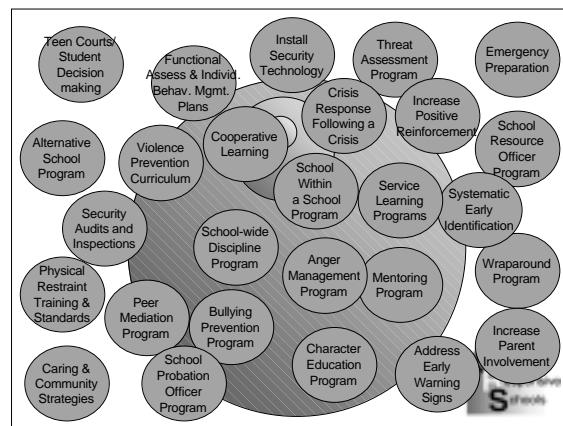 Teen Courts/
Student
Decision
making
Functional
Assess & Individ.
Behav. Mgmt.
Plans
Install
Security
Technology
Threat
Assessment
Program
Emergency
Preparation
Crisis
Response
Following a
Crisis
Increase
Positive
Reinforcement
School
Resource
Officer
Program
Alternative
School
Program
Violence
Prevention
Curriculum
Cooperative
Learning
School
Within
a School
Program
Service
Learning
Programs
Systematic
Early
Identification
Security
Audits and
Inspections
School-wide
Discipline
Program
Anger
Management
Program
Mentoring
Program
Wraparound
Program
Physical
Restraint
Training &
Standards
Peer
Mediation
Program
Bullying
Prevention
Program
Increase
Parent
Involvement
Caring &
Community
Strategies
School
Probation
Officer
Program
Character
Education
Program
Address
Early
Warning
Signs
Schools